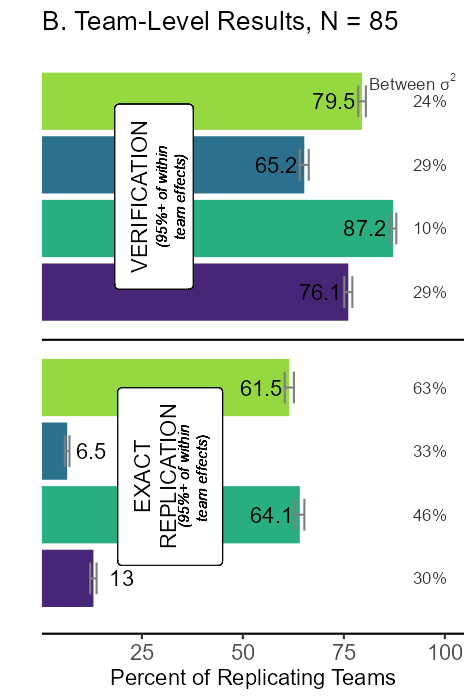 B. Team-Level Results, N = 85
Between σ²
79.5 24%
65.2 29%
87.2 10%
76.1 29%
VERIFICATION
(95%+ of within
team effects)
61.5 63%
6.5 33%
64.1 46%
13 30%
EXACT
REPLICATION
(95%+ of within
team effects)
25 50 75 100
Percent of Replicating Teams